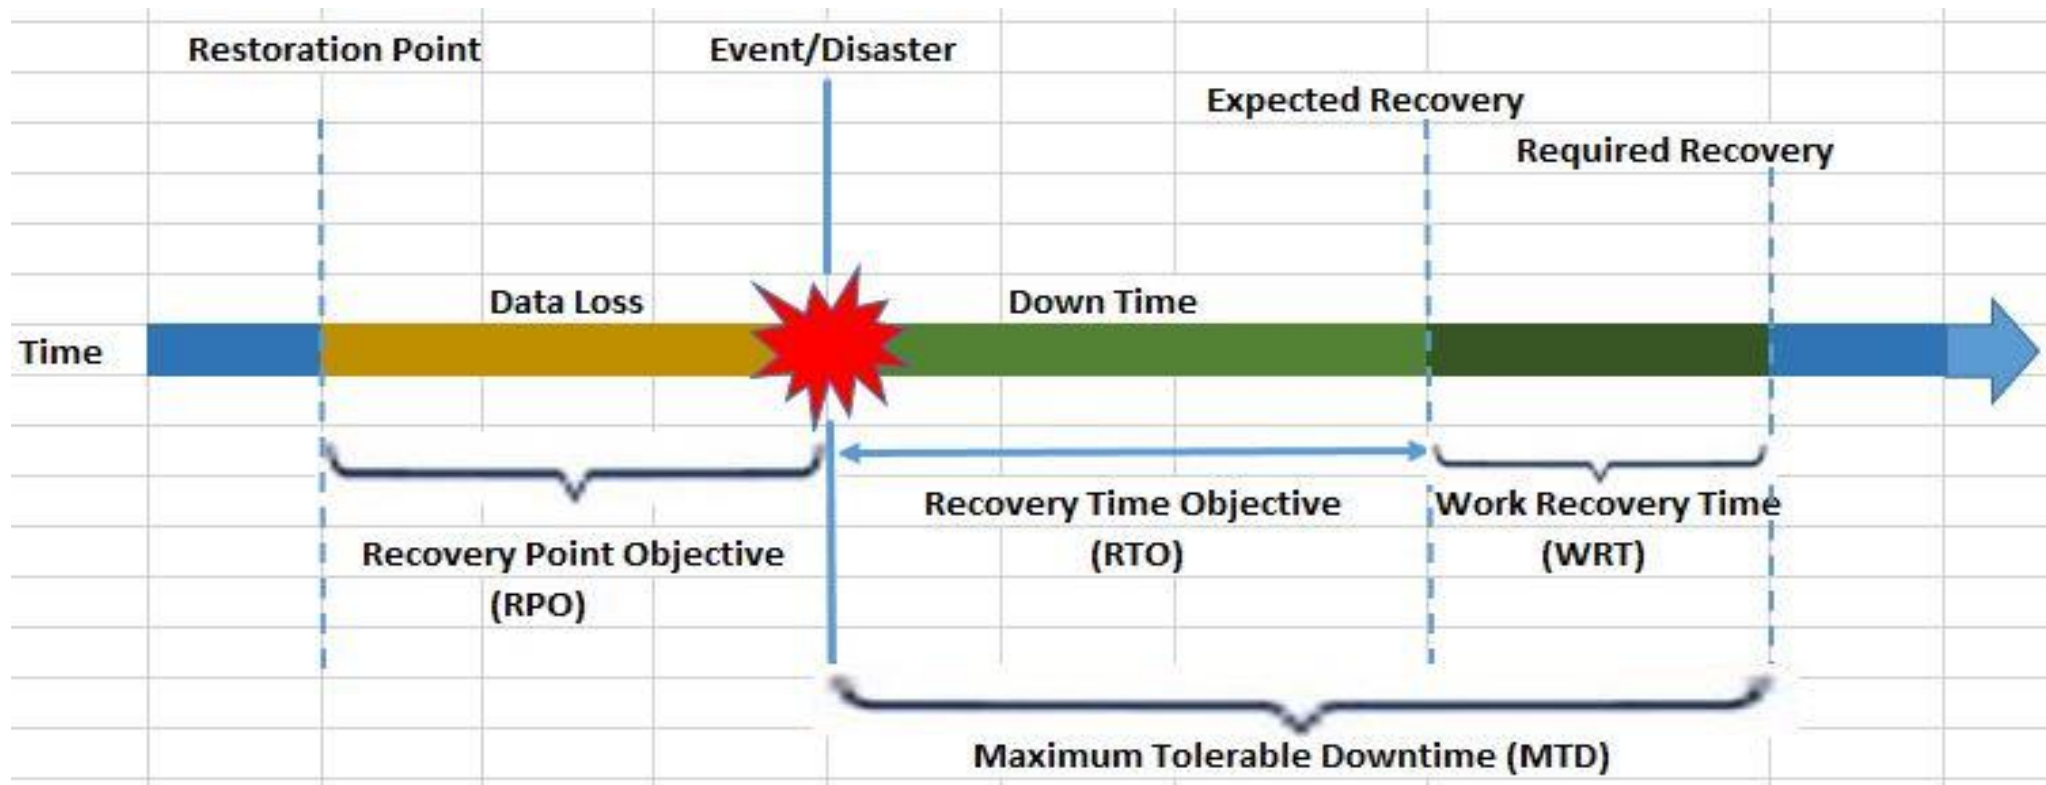 Restoration Point
Event/Disaster
Expected Recovery
Required Recovery
Data Loss
Down Time
Time
Recovery Time Objective
(RTO)
Work Recovery Time
(WRT)
Recovery Point Objective
(RPO)
Maximum Tolerable Downtime (MTD)